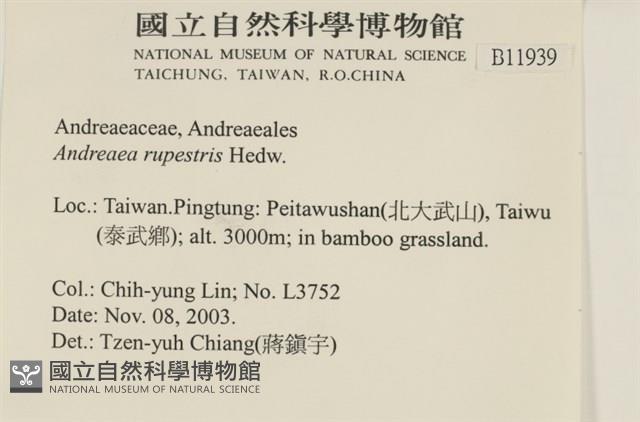 國立自然科學博物館
NATIONAL MUSEUM OF NATURAL SCIENCE
B11939
TAICHUNG, TAIWAN, R.O.CHINA
Andreaeaceae, Andreaeales
Andreaea rupestris Hedw.
Loc.: Taiwan.Pingtung: Peitawushan(北大武山), Taiwu
(泰武鄉); alt. 3000m; in bamboo grassland.
Col.: Chih-yung Lin; No. L3752
Date: Nov. 08, 2003.
Det.: Tzen-yuh Chiang(蔣鎮宇)
國立自然科學博物館
NATIONAL MUSEUM OF NATURAL SCIENCE